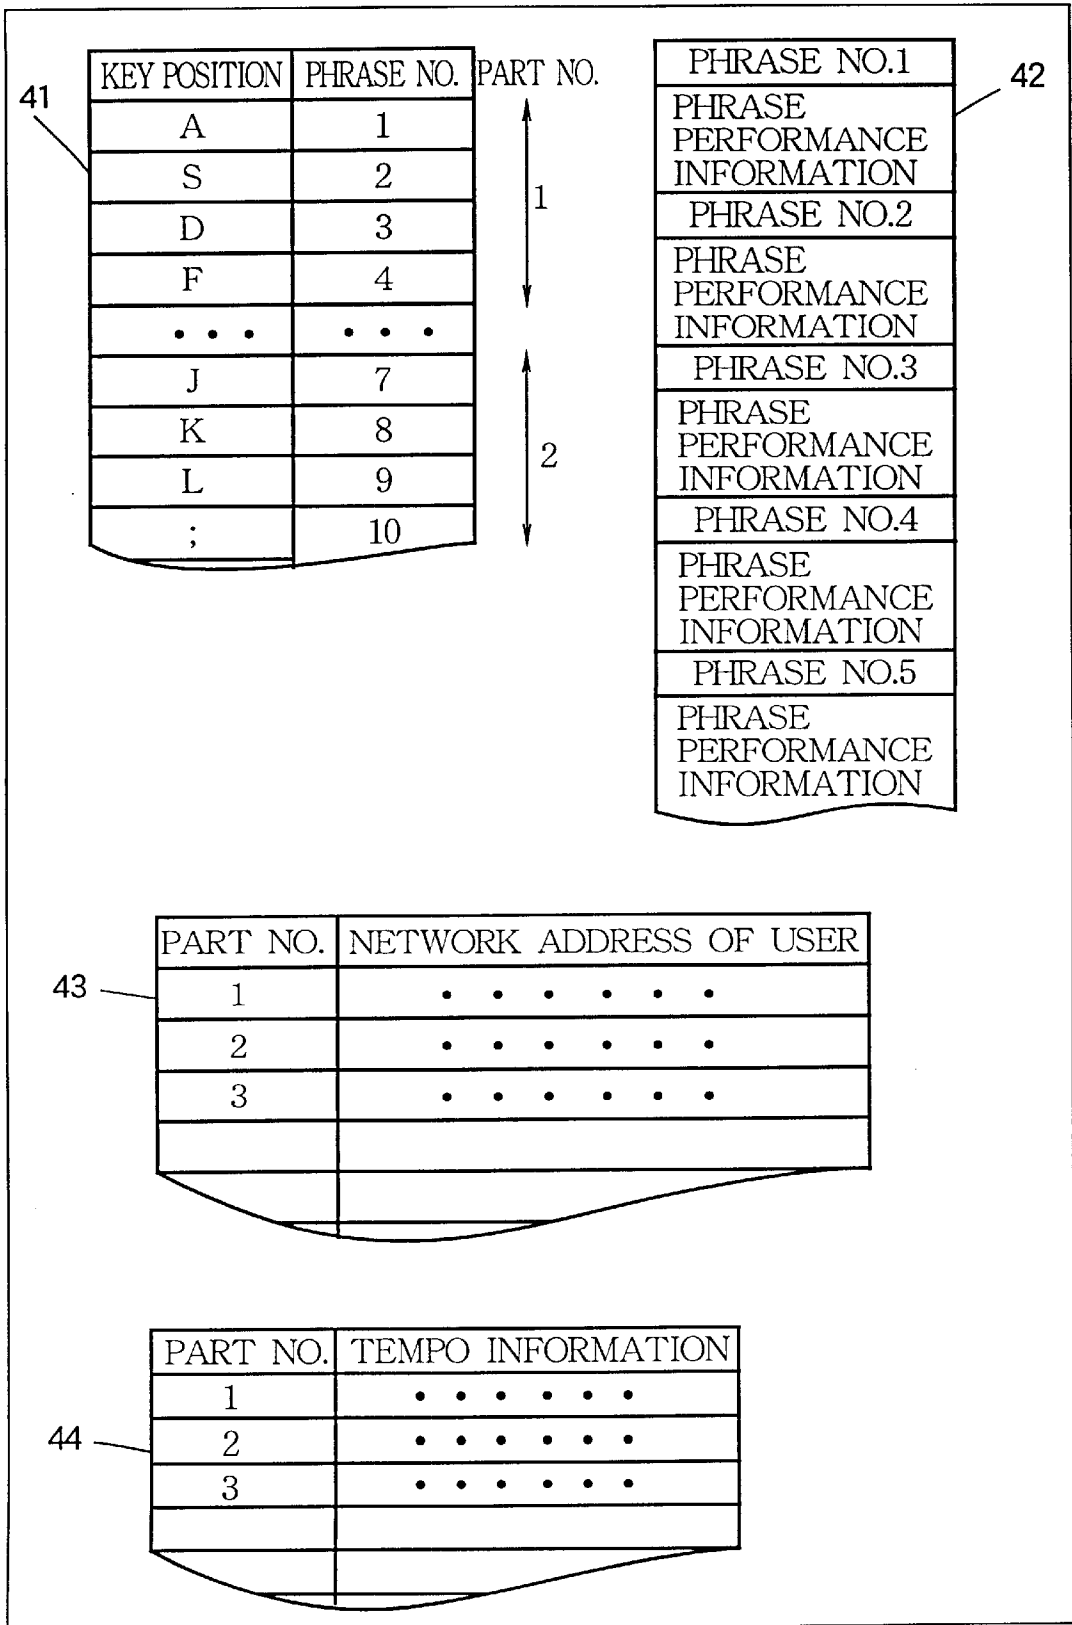 KEY POSITION PHRASE NO. PART NO.
41
A 1
S 2
D 3
F 4
1
• • • • • •
J 7
K 8
L 9
; 10
2
PHRASE NO.1
42
PHRASE
PERFORMANCE
INFORMATION
PHRASE NO.2
PHRASE
PERFORMANCE
INFORMATION
PHRASE NO.3
PHRASE
PERFORMANCE
INFORMATION
PHRASE NO.4
PHRASE
PERFORMANCE
INFORMATION
PHRASE NO.5
PHRASE
PERFORMANCE
INFORMATION
PART NO. NETWORK ADDRESS OF USER
43
1 • • • • • •
2 • • • • • •
3 • • • • • •
PART NO. TEMPO INFORMATION
1 • • • • • •
44
2 • • • • • •
3 • • • • • •